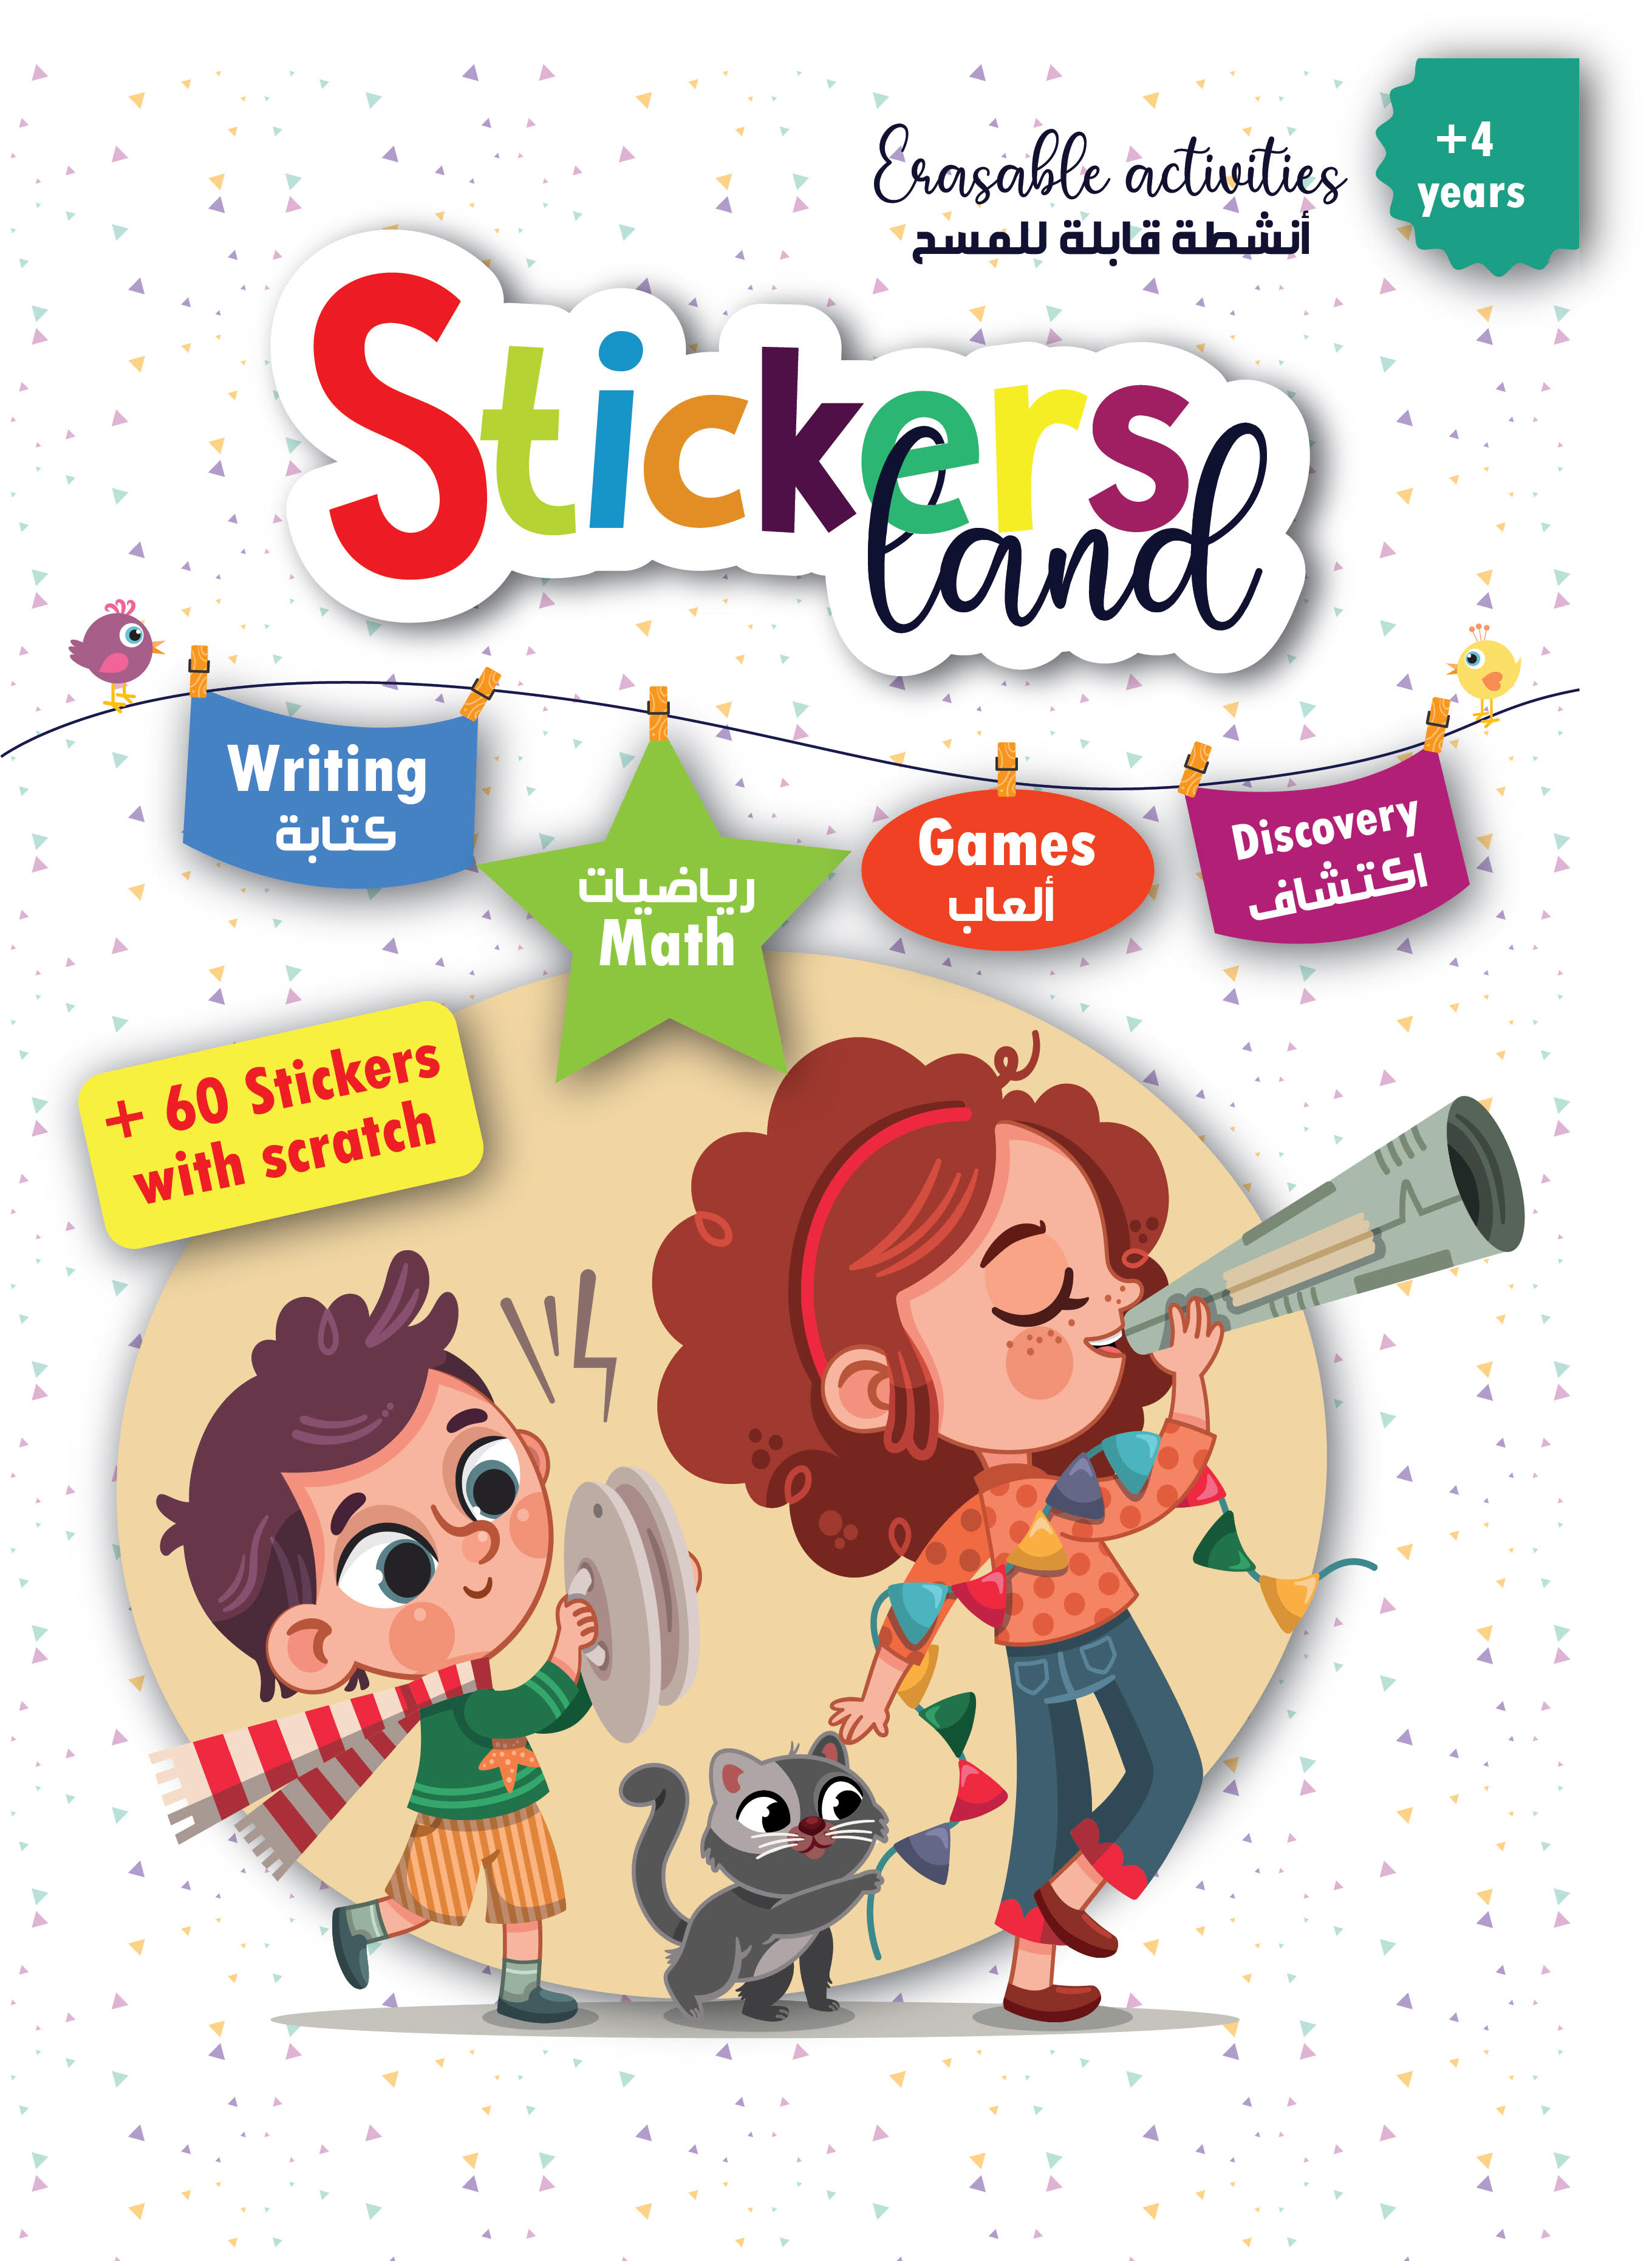 +4
years
Erasable activities
أنشطة قابلة للمسح
Stickers
land
Writing
كتابة
رياضيات
Math
Games
ألعاب
Discovery
اكتشاف
+ 60 Stickers
with scratch